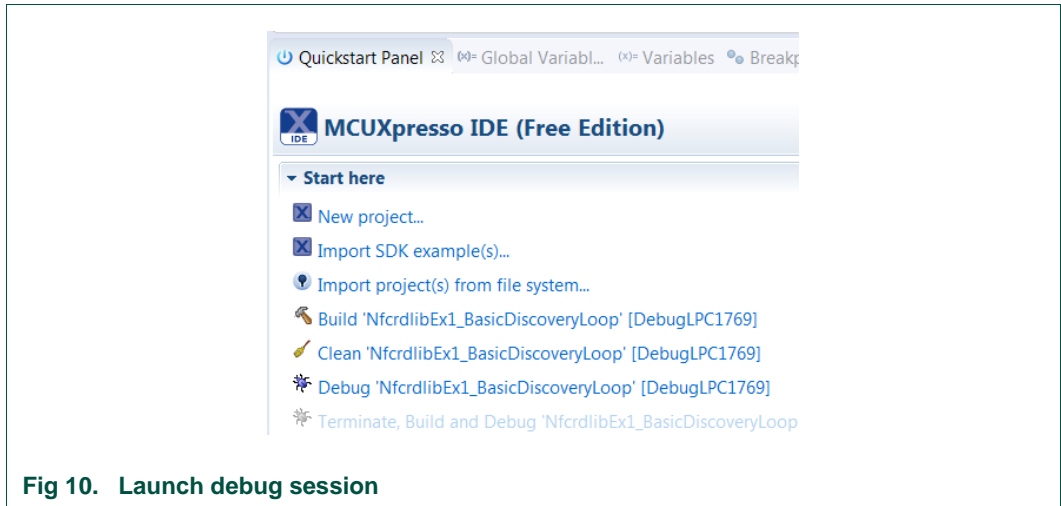 Quickstart Panel (x)= Global Variabl... (x)= Variables Breakp
IDE MCUXpresso IDE (Free Edition)
Start here
New project...
Import SDK example(s)...
Import project(s) from file system...
Build 'NfcrdlibEx1_BasicDiscoveryLoop' [DebugLPC1769]
Clean 'NfcrdlibEx1_BasicDiscoveryLoop' [DebugLPC1769]
Debug 'NfcrdlibEx1_BasicDiscoveryLoop' [DebugLPC1769]
Terminate, Build and Debug 'NfcrdlibEx1_BasicDiscoveryLoop
Fig 10. Launch debug session